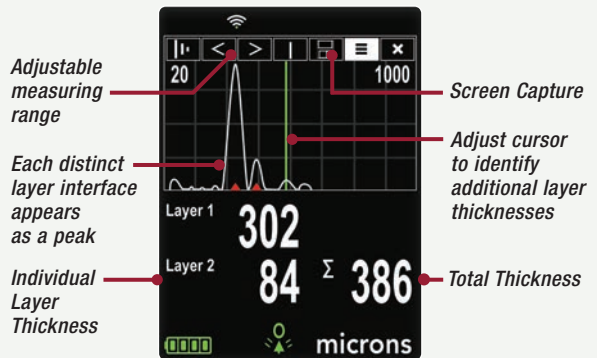 Adjustable
measuring
range
Each distinct
layer interface
appears
as a peak
Individual
Layer
Thickness
< >
20 1000
Layer 1 302
Layer 2 84 Σ 386
microns
Screen Capture
Adjust cursor
to identify
additional layer
thicknesses
Total Thickness